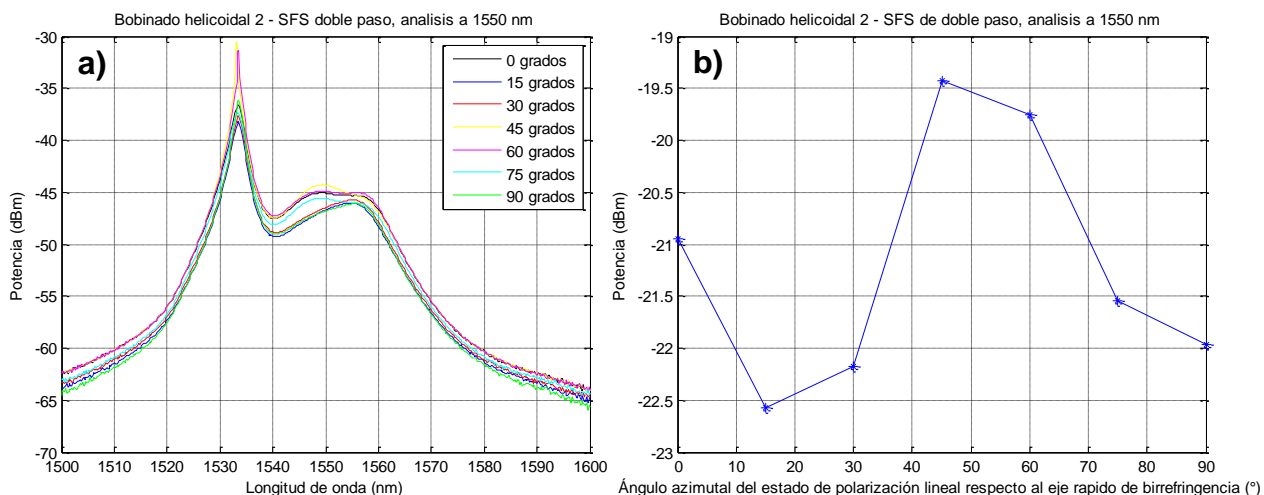 Bobinado helicoidal 2 - SFS doble paso, analisis a 1550 nm
a)
Potencia (dBm)
-30
-35
-40
-45
-50
-55
-60
-65
-70
1500 1510 1520 1530 1540 1550 1560 1570 1580 1590 1600
Longitud de onda (nm)
0 grados
15 grados
30 grados
45 grados
60 grados
75 grados
90 grados
Bobinado helicoidal 2 - SFS de doble paso, analisis a 1550 nm
b)
Potencia (dBm)
-19
-19.5
-20
-20.5
-21
-21.5
-22
-22.5
-23
0 10 20 30 40 50 60 70 80 90
Ángulo azimutal del estado de polarización lineal respecto al eje rapido de birrefringencia (°)